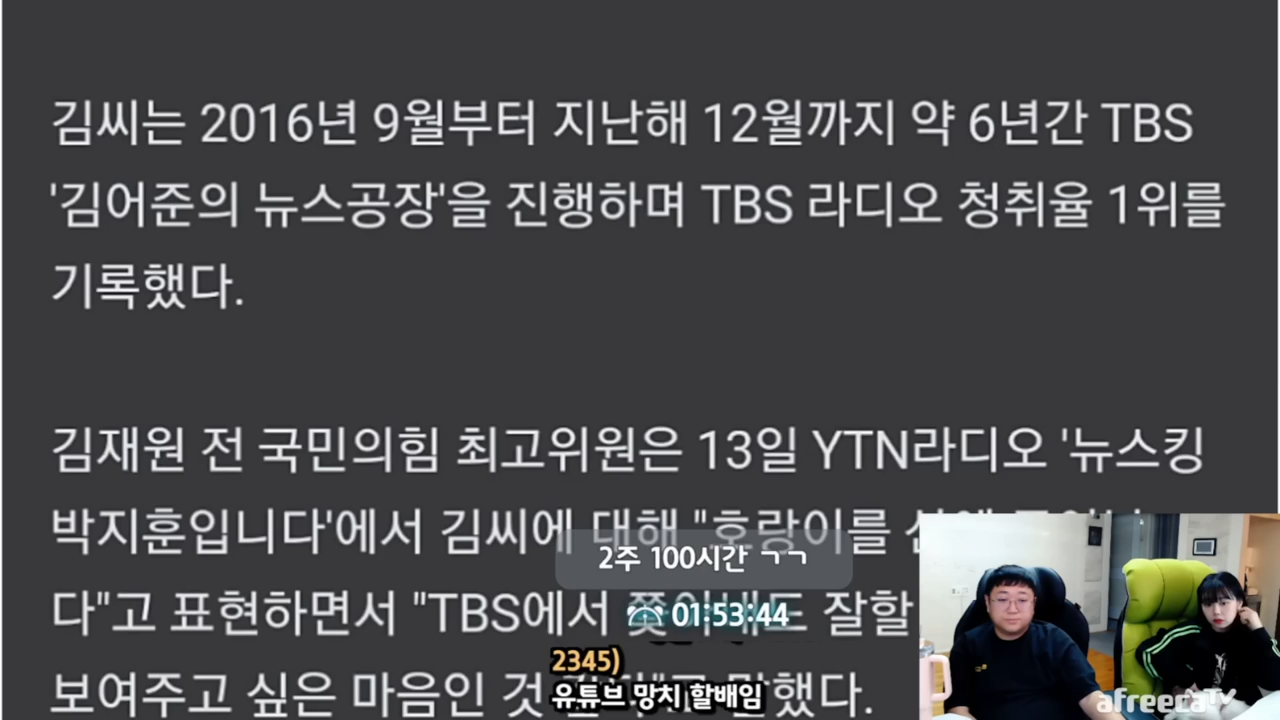 김씨는 2016년 9월부터 지난해 12월까지 약 6년간 TBS
'김어준의 뉴스공장'을 진행하며 TBS 라디오 청취율 1위를
기록했다.
김재원 전 국민의힘 최고위원은 13일 YTN라디오 '뉴스킹
박지훈입니다'에서 김씨에 대해 "호랑이를
다"고 표현하면서 "TBS에서 쫓아내도 잘할
보여주고 싶은 마음인 것 말했다.
2주 100시간 ㄱㄱ
01:53:44
2345)
유튜브 망치 할배임
afreecaTV